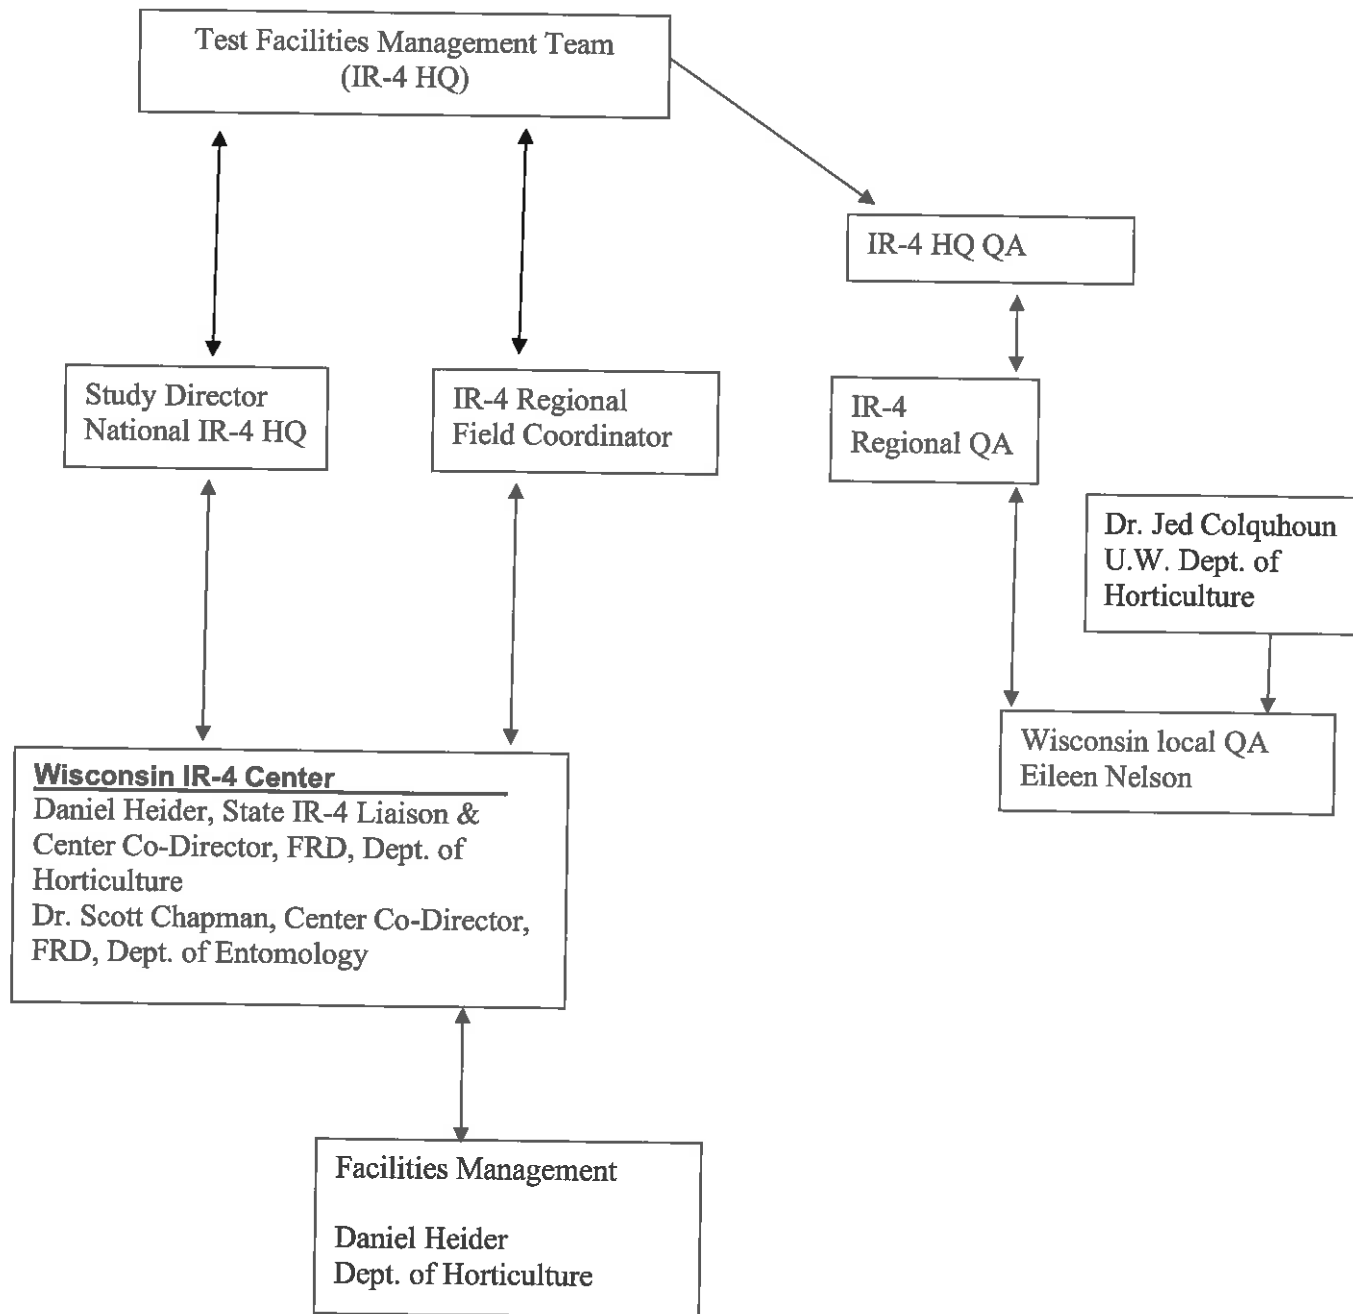 Test Facilities Management Team
(IR-4 HQ)
IR-4 HQ QA
Study Director
National IR-4 HQ
IR-4 Regional
Field Coordinator
IR-4
Regional QA
Dr. Jed Colquhoun
U.W. Dept. of
Horticulture
Wisconsin local QA
Eileen Nelson
Wisconsin IR-4 Center
Daniel Heider, State IR-4 Liaison &
Center Co-Director, FRD, Dept. of
Horticulture
Dr. Scott Chapman, Center Co-Director,
FRD, Dept. of Entomology
Facilities Management
Daniel Heider
Dept. of Horticulture